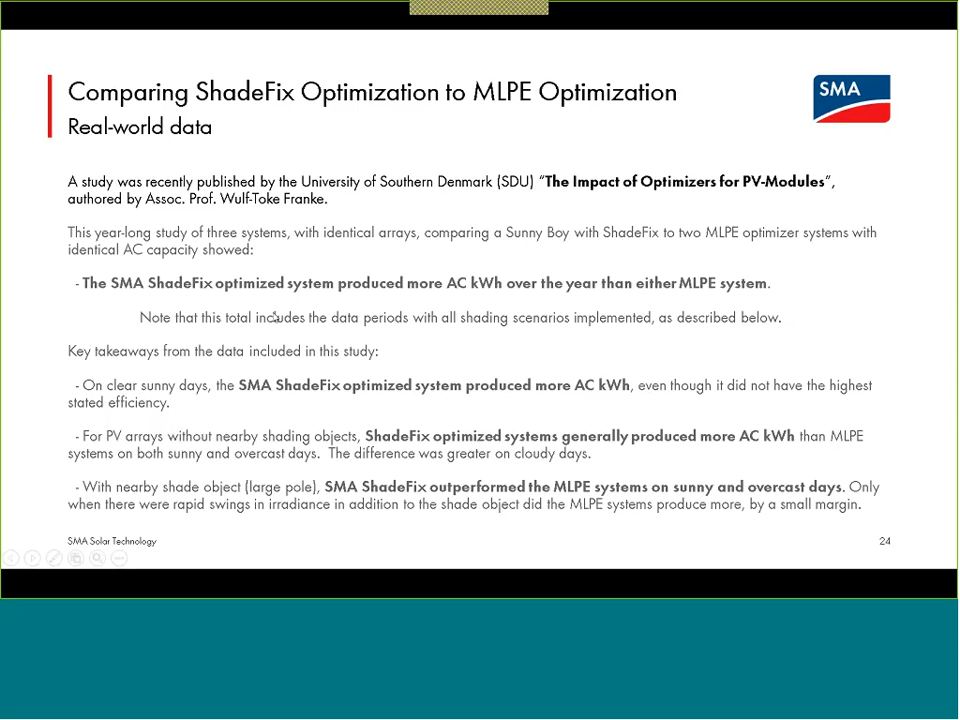 Comparing ShadeFix Optimization to MLPE Optimization
Real-world data
SMA
A study was recently published by the University of Southern Denmark (SDU) “The Impact of Optimizers for PV-Modules”,
authored by Assoc. Prof. Wulf-Toke Franke.
This year-long study of three systems, with identical arrays, comparing a Sunny Boy with ShadeFix to two MLPE optimizer systems with
identical AC capacity showed:
- The SMA ShadeFix optimized system produced more AC kWh over the year than either MLPE system.
Note that this total includes the data periods with all shading scenarios implemented, as described below.
Key takeaways from the data included in this study:
- On clear sunny days, the SMA ShadeFix optimized system produced more AC kWh, even though it did not have the highest
stated efficiency.
- For PV arrays without nearby shading objects, ShadeFix optimized systems generally produced more AC kWh than MLPE
systems on both sunny and overcast days. The difference was greater on cloudy days.
- With nearby shade object (large pole), SMA ShadeFix outperformed the MLPE systems on sunny and overcast days. Only
when there were rapid swings in irradiance in addition to the shade object did the MLPE systems produce more, by a small margin.
SMA Solar Technology
24